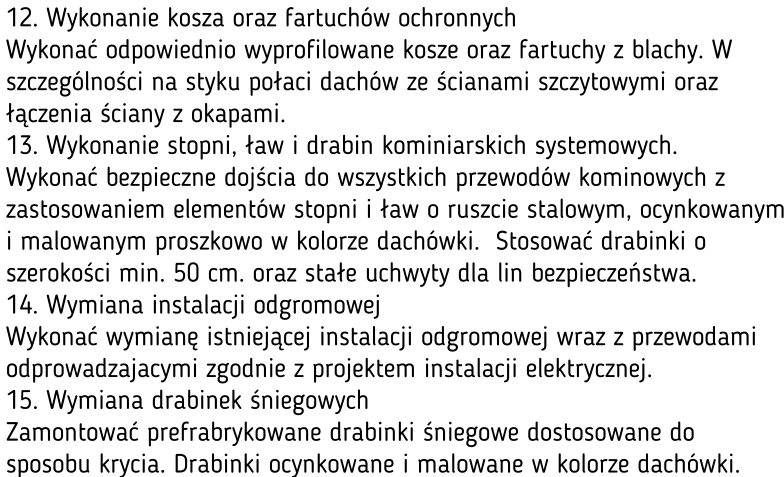 12. Wykonanie kosza oraz fartuchów ochronnych
Wykonać odpowiednio wyprofilowane kosze oraz fartuchy z blachy. W
szczególności na styku połaci dachów ze ścianami szczytowymi oraz
łączenia ściany z okapami.
13. Wykonanie stopni, ław i drabin kominiarskich systemowych.
Wykonać bezpieczne dojścia do wszystkich przewodów kominowych z
zastosowaniem elementów stopni i ław o ruszcie stalowym, ocynkowanym
i malowanym proszkowo w kolorze dachówki.  Stosować drabinki o
szerokości min. 50 cm. oraz stałe uchwyty dla lin bezpieczeństwa.
14. Wymiana instalacji odgromowej
Wykonać wymianę istniejącej instalacji odgromowej wraz z przewodami
odprowadzajacymi zgodnie z projektem instalacji elektrycznej.
15. Wymiana drabinek śniegowych
Zamontować prefrabrykowane drabinki śniegowe dostosowane do
sposobu krycia. Drabinki ocynkowane i malowane w kolorze dachówki.